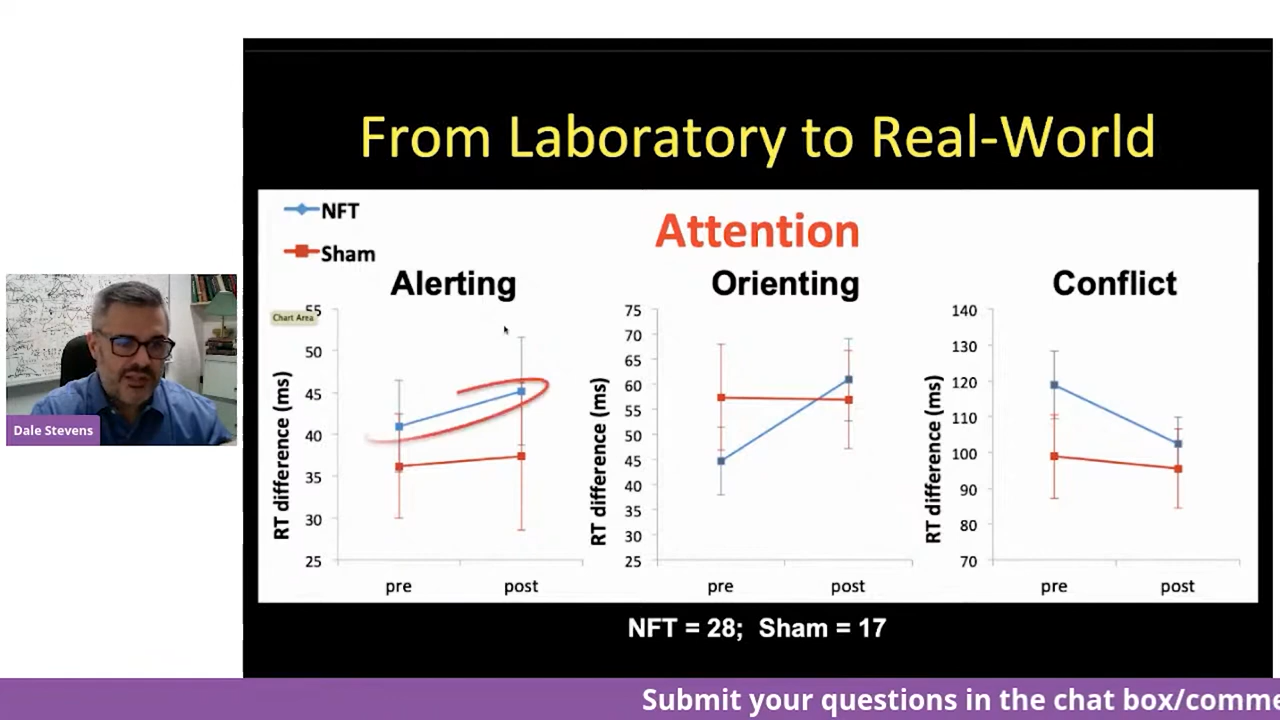 From Laboratory to Real-World
NFT
Sham
Attention
Alerting
Orienting
Conflict
Chart Area
RT difference (ms)
55
50
45
40
35
30
25
pre
post
RT difference (ms)
75
70
65
60
55
50
45
40
35
30
25
pre
post
RT difference (ms)
140
130
120
110
100
90
80
70
pre
post
NFT = 28; Sham = 17
Dale Stevens
Submit your questions in the chat box/comme